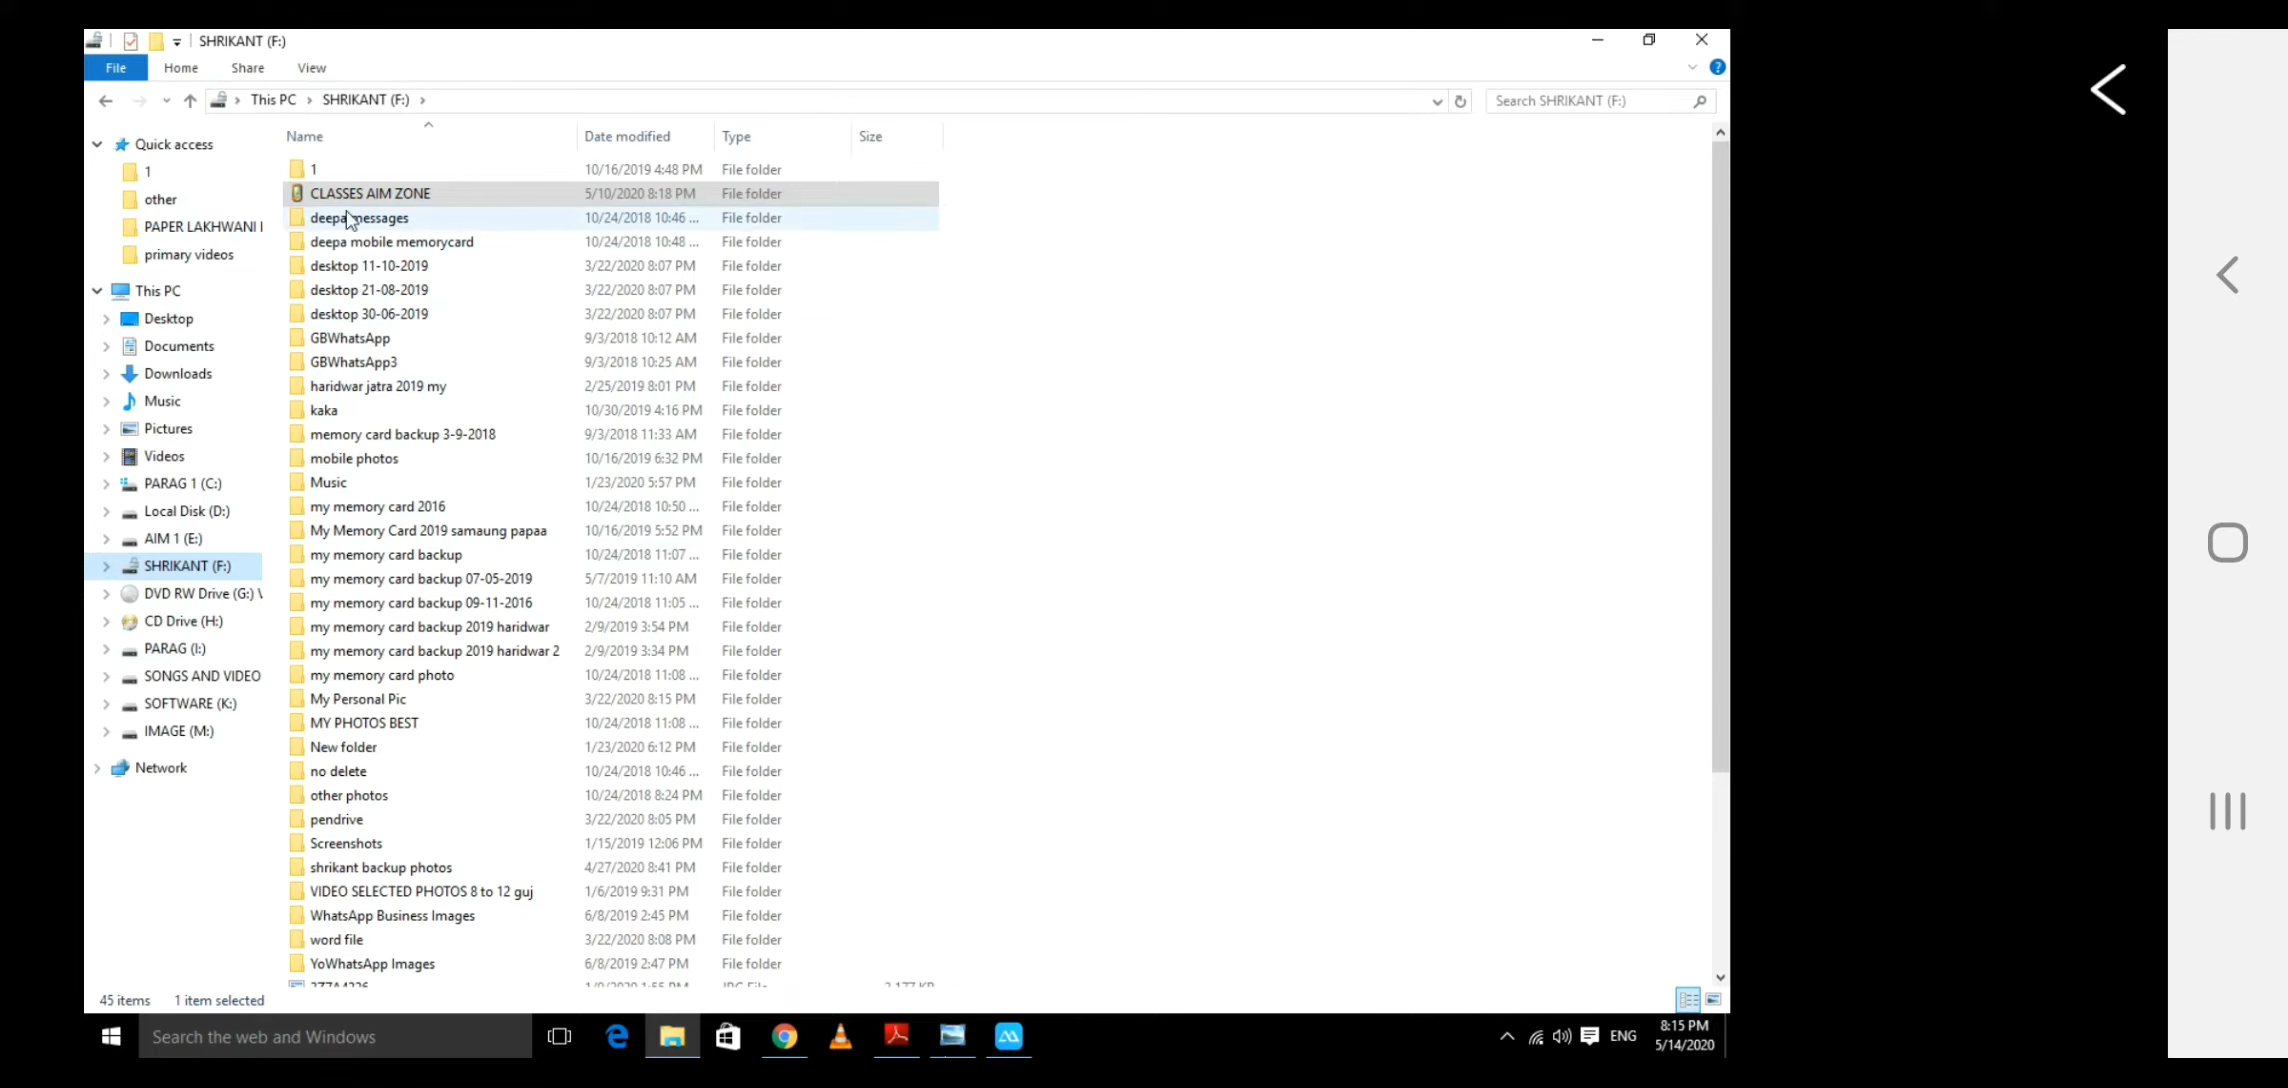 SHRIKANT (F:)
File Home Share View
This PC SHRIKANT (F:)
Search SHRIKANT (F:)
Quick access
1
other
PAPER LAKHWANI
primary videos
This PC
Desktop
Documents
Downloads
Music
Pictures
Videos
PARAG 1 (C:)
Local Disk (D:)
AIM 1 (E:)
SHRIKANT (F:)
DVD RW Drive (G:)
CD Drive (H:)
PARAG (I:)
SONGS AND VIDEO
SOFTWARE (K:)
IMAGE (M:)
Network
Name Date modified Type Size
1 10/16/2019 4:48 PM File folder
CLASSES AIM ZONE 5/10/2020 8:18 PM File folder
deepa messages 10/24/2018 10:46 ... File folder
deepa mobile memorycard 10/24/2018 10:48 ... File folder
desktop 11-10-2019 3/22/2020 8:07 PM File folder
desktop 21-08-2019 3/22/2020 8:07 PM File folder
desktop 30-06-2019 3/22/2020 8:07 PM File folder
GBWhatsApp 9/3/2018 10:12 AM File folder
GBWhatsApp3 9/3/2018 10:25 AM File folder
haridwar jatra 2019 my 2/25/2019 8:01 PM File folder
kaka 10/30/2019 4:16 PM File folder
memory card backup 3-9-2018 9/3/2018 11:33 AM File folder
mobile photos 10/16/2019 6:32 PM File folder
Music 1/23/2020 5:57 PM File folder
my memory card 2016 10/24/2018 10:50 ... File folder
My Memory Card 2019 samaung papaa 10/16/2019 5:52 PM File folder
my memory card backup 10/24/2018 11:07 ... File folder
my memory card backup 07-05-2019 5/7/2019 11:10 AM File folder
my memory card backup 09-11-2016 10/24/2018 11:05 ... File folder
my memory card backup 2019 haridwar 2/9/2019 3:54 PM File folder
my memory card backup 2019 haridwar 2 2/9/2019 3:34 PM File folder
my memory card photo 10/24/2018 11:08 ... File folder
My Personal Pic 3/22/2020 8:15 PM File folder
MY PHOTOS BEST 10/24/2018 11:08 ... File folder
New folder 1/23/2020 6:12 PM File folder
no delete 10/24/2018 10:46 ... File folder
other photos 10/24/2018 8:24 PM File folder
pendrive 3/22/2020 8:05 PM File folder
Screenshots 1/15/2019 12:06 PM File folder
shrikant backup photos 4/27/2020 8:41 PM File folder
VIDEO SELECTED PHOTOS 8 to 12 guj 1/6/2019 9:31 PM File folder
WhatsApp Business Images 6/8/2019 2:45 PM File folder
word file 3/22/2020 8:08 PM File folder
YoWhatsApp Images 6/8/2019 2:47 PM File folder
45 items 1 item selected
Search the web and Windows
ENG
8:15 PM
5/14/2020